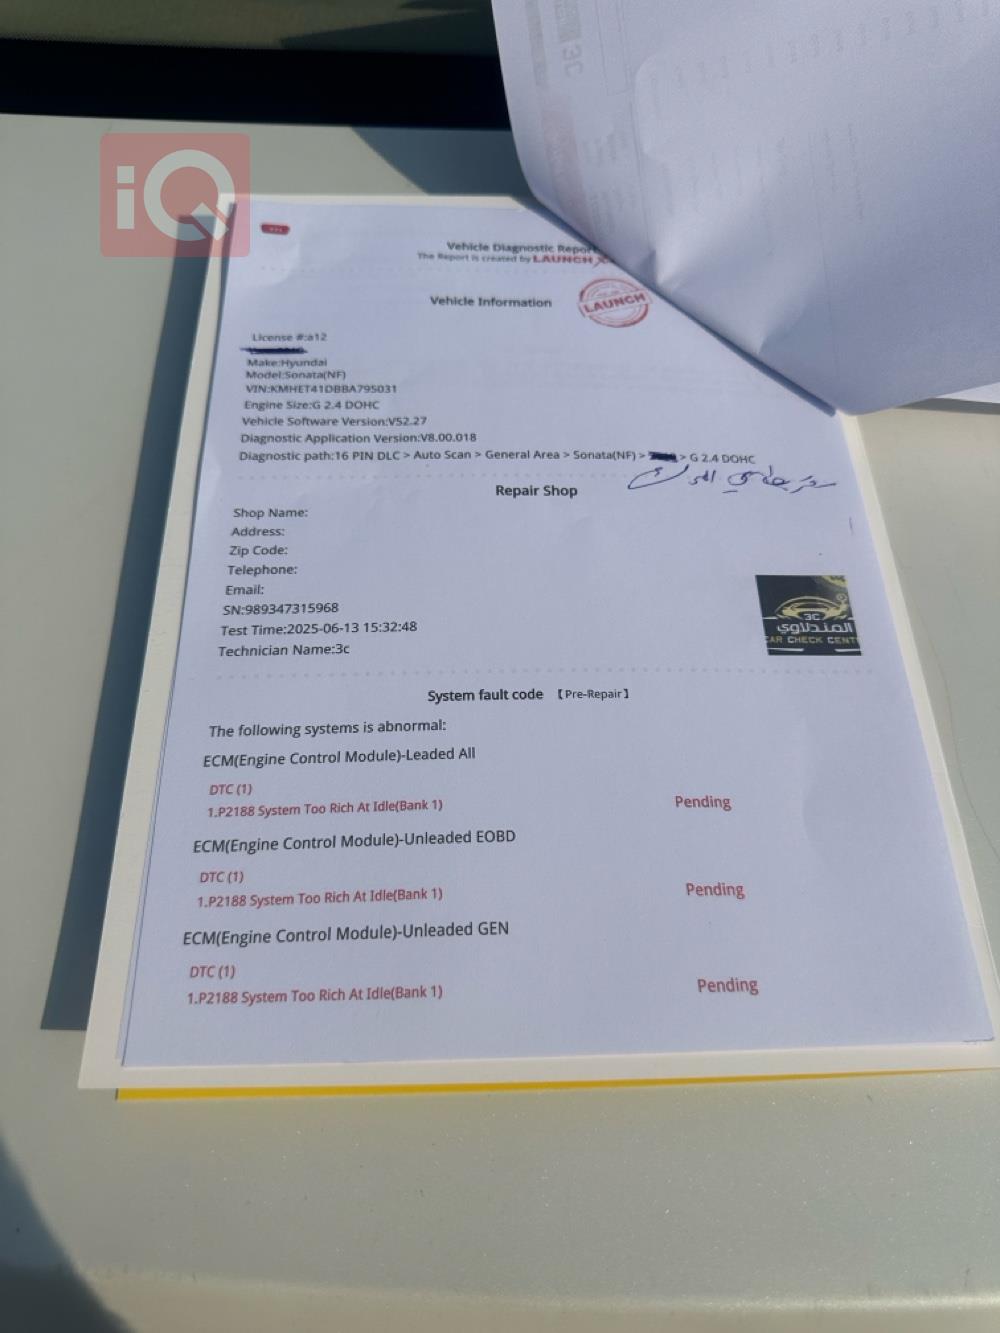 iQ
Vehicle Diagnostic Report
The Report is created by LAUNCH X
Vehicle Information
LAUNCH
License #:a12
Make:Hyundai
Model:Sonata(NF)
VIN:KMHET41DBBA795031
Engine Size:G 2.4 DOHC
Vehicle Software Version:V52.27
Diagnostic Application Version:V8.00.018
Diagnostic path:16 PIN DLC > Auto Scan > General Area > Sonata(NF) > > G 2.4 DOHC
Repair Shop
Shop Name:
Address:
Zip Code:
Telephone:
Email:
SN:989347315968
Test Time:2025-06-13 15:32:48
Technician Name:3c
3C
المندلاوي
CAR CHECK CENT
System fault code 【Pre-Repair】
The following systems is abnormal:
ECM(Engine Control Module)-Leaded All
DTC (1)
1.P2188 System Too Rich At Idle(Bank 1) Pending
ECM(Engine Control Module)-Unleaded EOBD
DTC (1)
1.P2188 System Too Rich At Idle(Bank 1) Pending
ECM(Engine Control Module)-Unleaded GEN
DTC (1)
1.P2188 System Too Rich At Idle(Bank 1) Pending